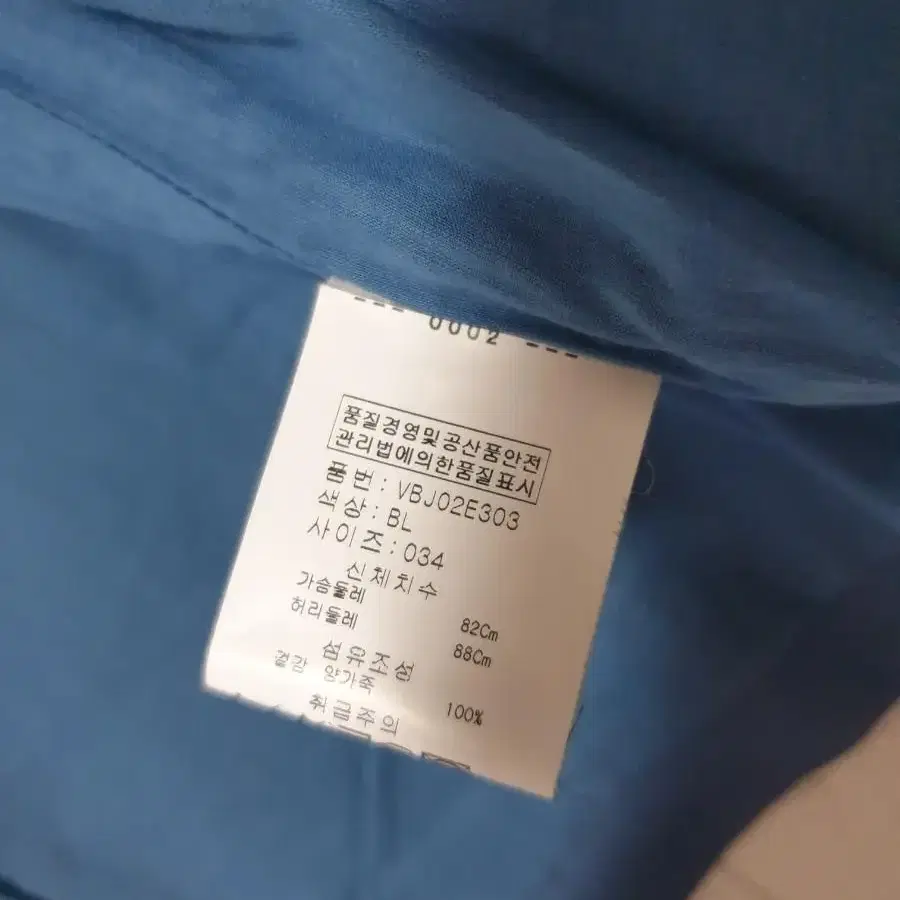 --- 0002 ---
품질경영및공산품안전
관리법에의한품질표시
품번 : VBJ02E303
색상 : BL
사이즈 : 034
신체치수
가슴둘레 82Cm
허리둘레 88Cm
섬유조성
겉감 양가죽 100%
취급주의